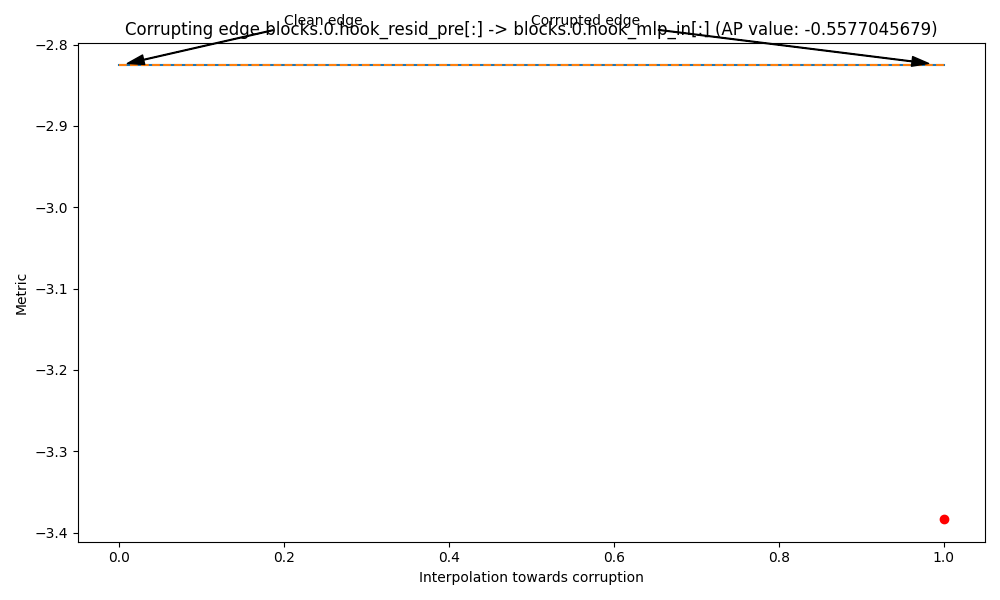 Clean edge
Corrupted edge
Corrupting edge blocks.0.hook_resid_pre[:] -> blocks.0.hook_mlp_in[:] (AP value: -0.5577045679)
−2.8
−2.9
−3.0
−3.1
−3.2
−3.3
−3.4
Metric
0.0
0.2
0.4
0.6
0.8
1.0
Interpolation towards corruption